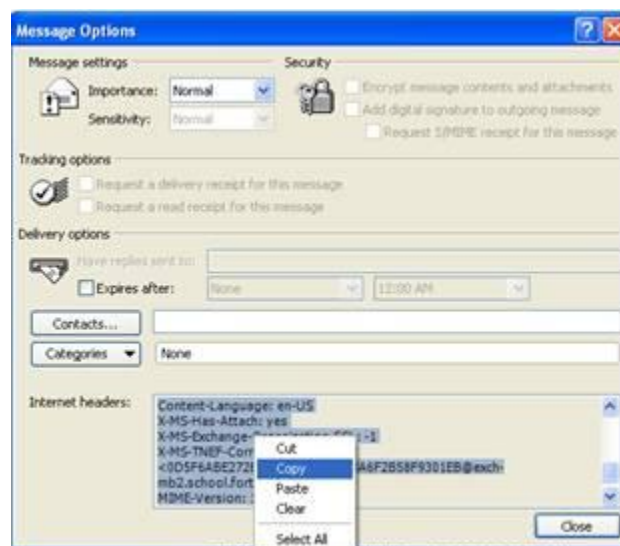 Message Options
Message settings
Security
Importance: Normal
Sensitivity: Normal
Encrypt message contents and attachments
Add digital signature to outgoing message
Request S/MIME receipt for this message
Tracking options
Request a delivery receipt for this message
Request a read receipt for this message
Delivery options
Have replies sent to:
Expires after: None 12:00 AM
Contacts...
Categories None
Internet headers:
Content-Language: en-US
X-MS-Has-Attach: yes
X-MS-Exchange- : -1
X-MS-TNEF-Corr
<0D5F6ABE272 A6F2B58F9301EB@exch-
mb2.school.fort
MIME-Version:
Cut
Copy
Paste
Clear
Select All
Close